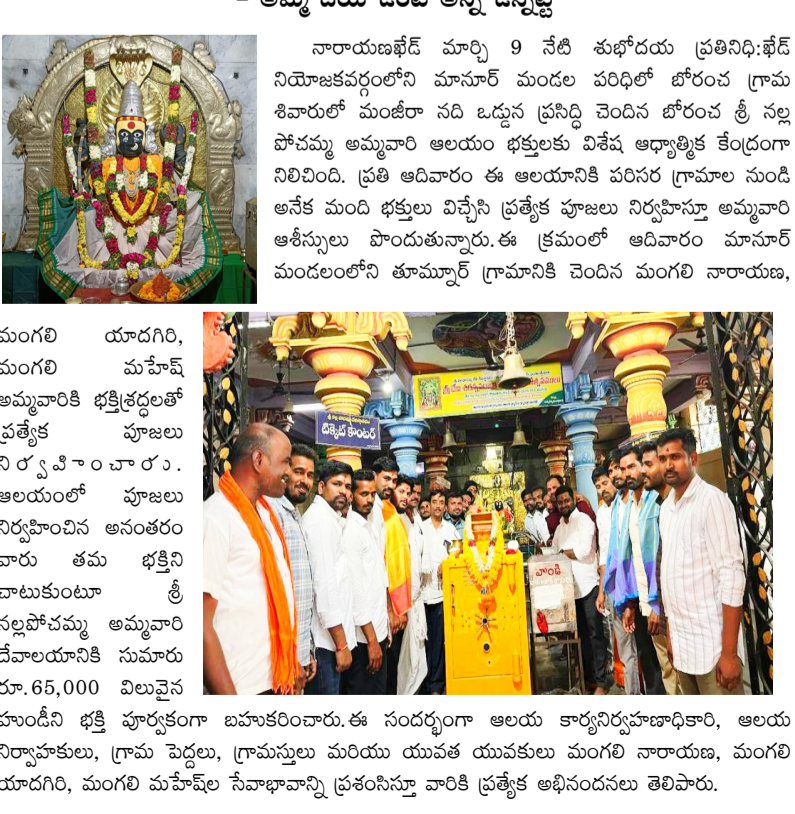 నారాయణఖేడ్ మార్చి 9 నేటి శుభోదయ ప్రతినిధి:ఖేడ్
నియోజకవర్గంలోని మానూర్ మండల పరిధిలో బోరంచ గ్రామ
శివారులో మంజీరా నది ఒడ్డున ప్రసిద్ధి చెందిన బోరంచ శ్రీ నల్ల
పోచమ్మ అమ్మవారి ఆలయం భక్తులకు విశేష ఆధ్యాత్మిక కేంద్రంగా
నిలిచింది. ప్రతి ఆదివారం ఈ ఆలయానికి పరిసర గ్రామాల నుండి
అనేక మంది భక్తులు విచ్చేసి ప్రత్యేక పూజలు నిర్వహిస్తూ అమ్మవారి
ఆశీస్సులు పొందుతున్నారు.ఈ క్రమంలో ఆదివారం మానూర్
మండలంలోని తూమ్నూర్ గ్రామానికి చెందిన మంగలి నారాయణ,
మంగలి యాదగిరి,
మంగలి మహేష్
అమ్మవారికి భక్తిశ్రద్ధలతో
ప్రత్యేక పూజలు
నిర్వహించారు.
ఆలయంలో పూజలు
నిర్వహించిన అనంతరం
వారు తమ భక్తిని
చాటుకుంటూ శ్రీ
నల్లపోచమ్మ అమ్మవారి
దేవాలయానికి సుమారు
రూ.65,000 విలువైన
హుండీని భక్తి పూర్వకంగా బహుకరించారు.ఈ సందర్భంగా ఆలయ కార్యనిర్వహణాధికారి, ఆలయ
నిర్వాహకులు, గ్రామ పెద్దలు, గ్రామస్తులు మరియు యువత యువకులు మంగలి నారాయణ, మంగలి
యాదగిరి, మంగలి మహేష్‌ల సేవాభావాన్ని ప్రశంసిస్తూ వారికి ప్రత్యేక అభినందనలు తెలిపారు.
టిక్కెట్ కౌంటర్
హుండి